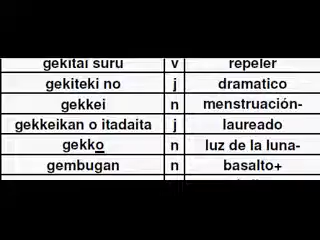 gekitai suru v repeler
gekiteki no j dramatico
gekkei n menstruación-
gekkeikan o itadaita j laureado
gekko n luz de la luna-
gembugan n basalto+